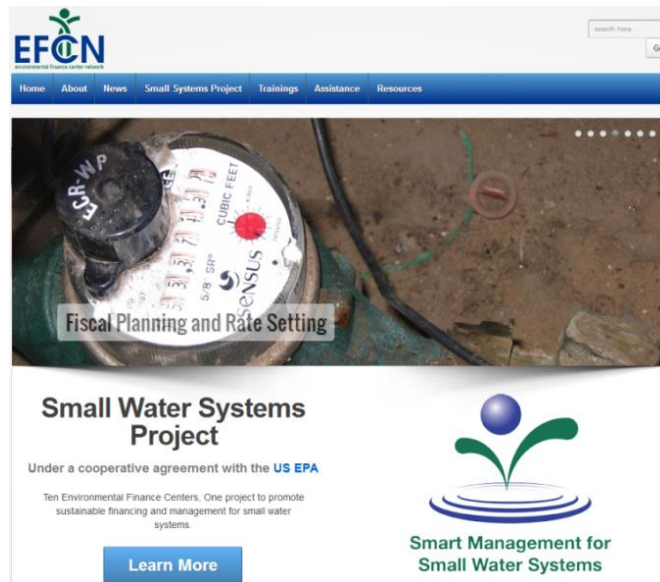 EFCN
environmental finance center network
search here ...
Home About News Small Systems Project Trainings Assistance Resources
ECR-WP
CUBIC FEET
5/8" SR®
SENSUS
Fiscal Planning and Rate Setting
Small Water Systems
Project
Under a cooperative agreement with the US EPA
Ten Environmental Finance Centers, One project to promote
sustainable financing and management for small water
systems.
Learn More
Smart Management for
Small Water Systems